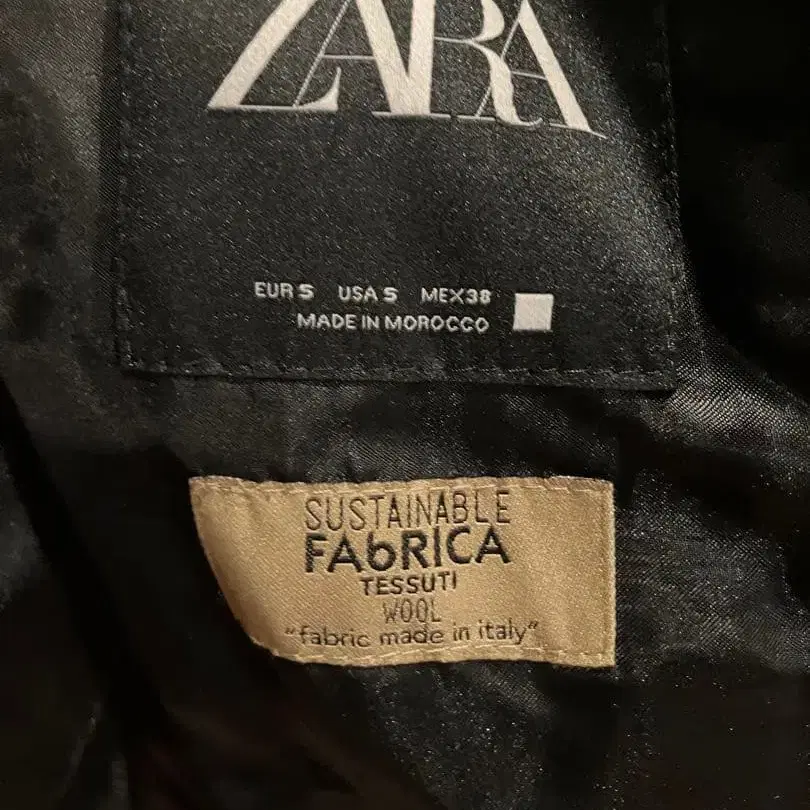 ZARA
EUR S USA S MEX 38
MADE IN MOROCCO
SUSTAINABLE
FAbRICA
TESSUTI
WOOL
"fabric made in italy"